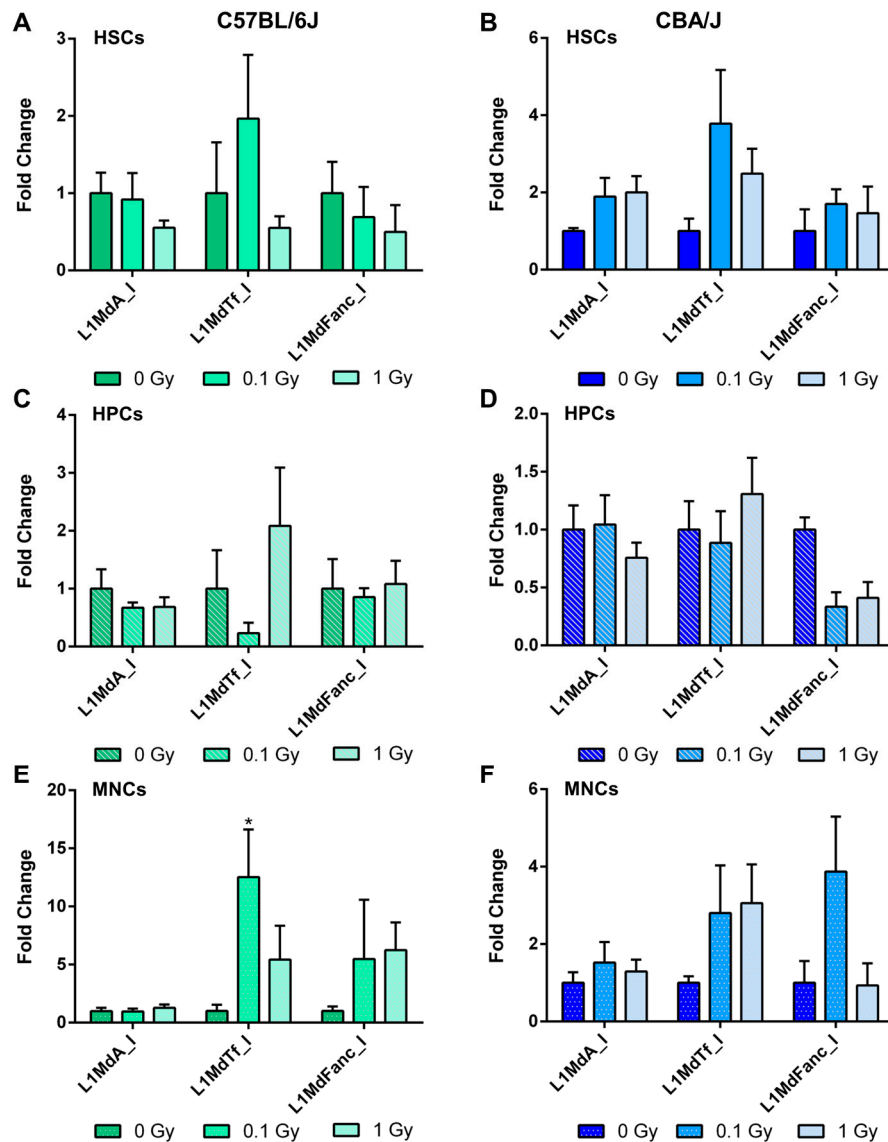 A C57BL/6J B CBA/J
HSCs HSCs
Fold Change Fold Change
3 6
2 4
1 2
0 0
L1MdA_I L1MdTf_I L1MdFanc_I L1MdA_I L1MdTf_I L1MdFanc_I
0 Gy 0.1 Gy 1 Gy 0 Gy 0.1 Gy 1 Gy
C D
HPCs HPCs
Fold Change Fold Change
4 2.0
3 1.5
2 1.0
1 0.5
0 0.0
L1MdA_I L1MdTf_I L1MdFanc_I L1MdA_I L1MdTf_I L1MdFanc_I
0 Gy 0.1 Gy 1 Gy 0 Gy 0.1 Gy 1 Gy
E F
MNCs MNCs
Fold Change Fold Change
20 6
15 4
10 2
5 0
0
*
L1MdA_I L1MdTf_I L1MdFanc_I L1MdA_I L1MdTf_I L1MdFanc_I
0 Gy 0.1 Gy 1 Gy 0 Gy 0.1 Gy 1 Gy